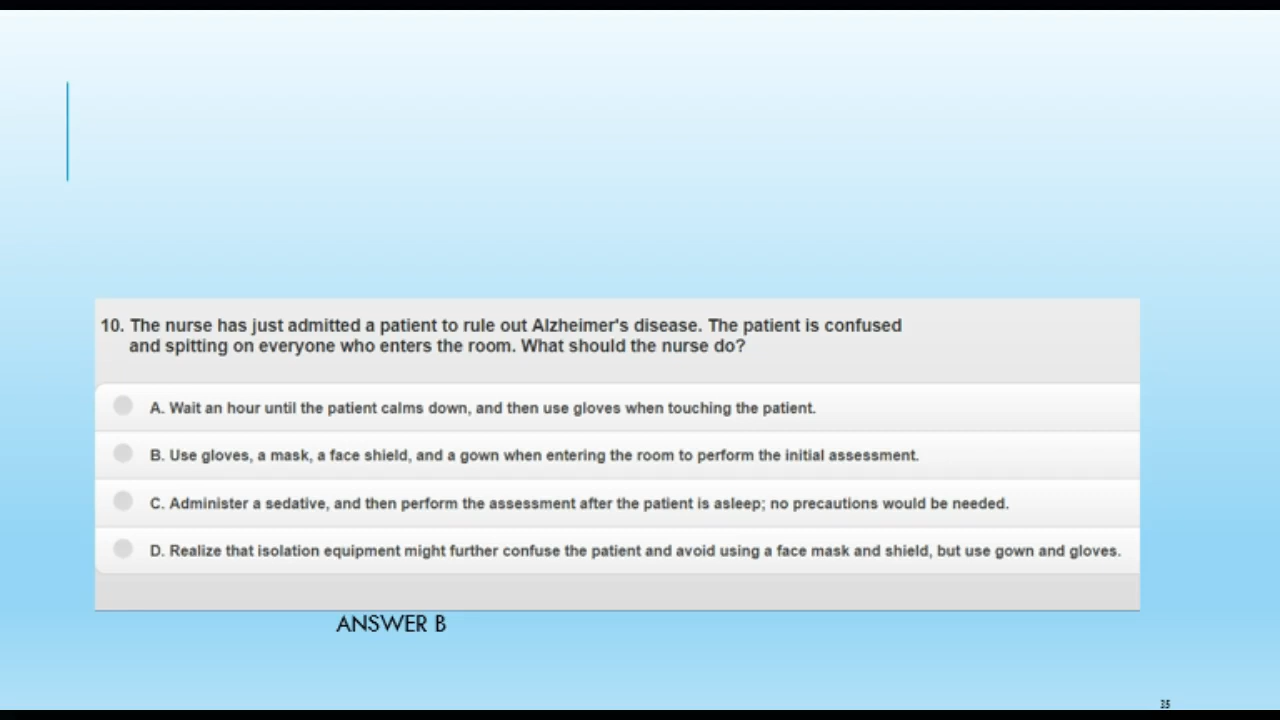 10. The nurse has just admitted a patient to rule out Alzheimer's disease. The patient is confused
and spitting on everyone who enters the room. What should the nurse do?
A. Wait an hour until the patient calms down, and then use gloves when touching the patient.
B. Use gloves, a mask, a face shield, and a gown when entering the room to perform the initial assessment.
C. Administer a sedative, and then perform the assessment after the patient is asleep; no precautions would be needed.
D. Realize that isolation equipment might further confuse the patient and avoid using a face mask and shield, but use gown and gloves.
ANSWER B
35